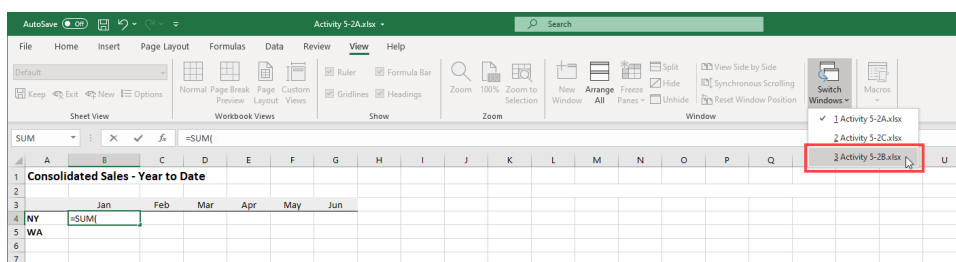 AutoSave Off Activity 5-2A.xlsx Search
File Home Insert Page Layout Formulas Data Review View Help
Default Ruler Formula Bar Split View Side by Side
Normal Page Break Page Custom Zoom 100% Zoom to New Arrange Freeze Hide Synchronous Scrolling Switch Macros
Keep Exit New Options Preview Layout Views Gridlines Headings Selection Window All Panes Unhide Reset Window Position Windows
Sheet View Workbook Views Show Zoom Window
✓ 1 Activity 5-2A.xlsx
2 Activity 5-2C.xlsx
3 Activity 5-2B.xlsx
SUM fx =SUM(
A B C D E F G H I J K L M N O P Q U
1 Consolidated Sales - Year to Date
2
3 Jan Feb Mar Apr May Jun
4 NY =SUM(
5 WA
6
7